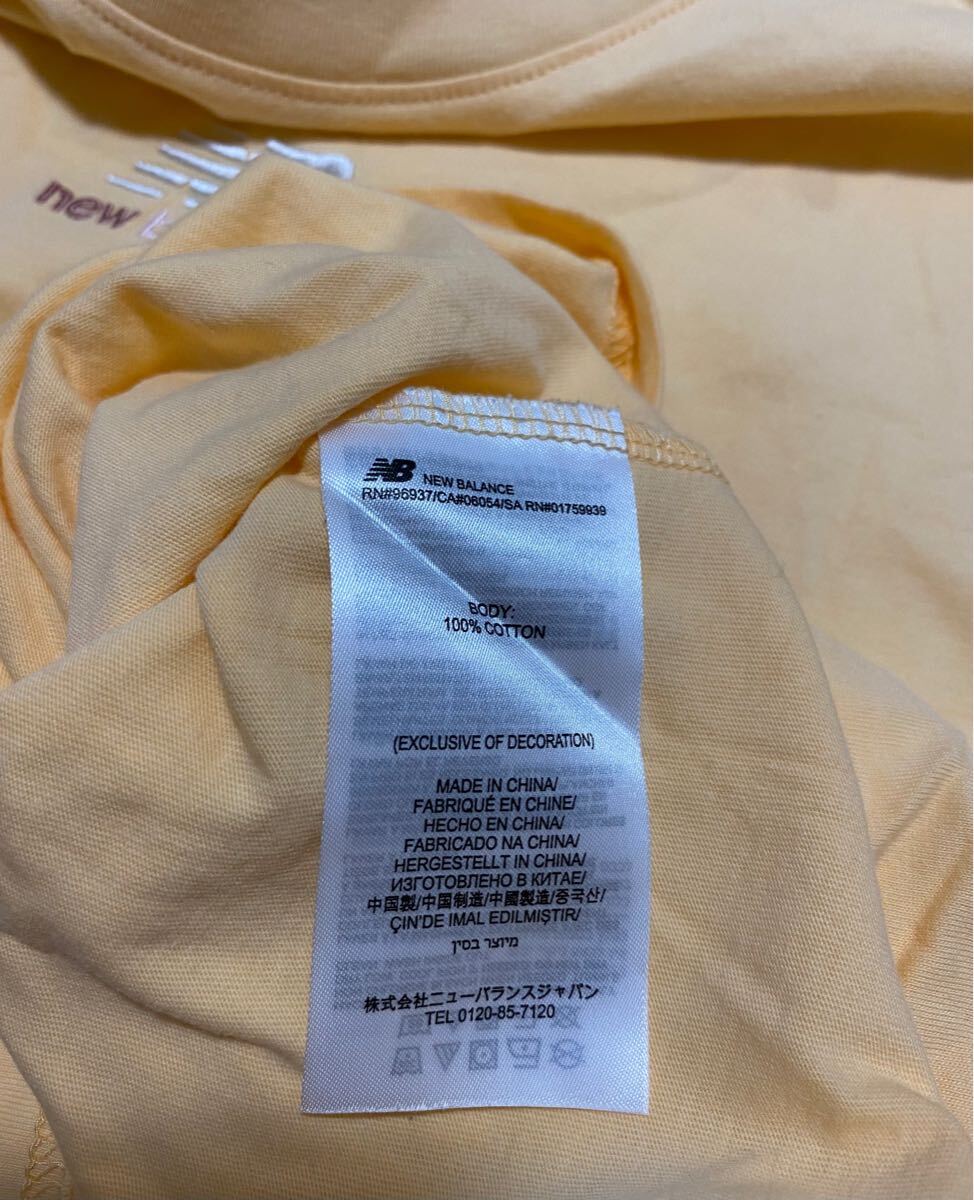 new
NB NEW BALANCE
RN#96937/CA#06054/SA RN#01759939
BODY:
100% COTTON
(EXCLUSIVE OF DECORATION)
MADE IN CHINA/
FABRIQUÉ EN CHINE/
HECHO EN CHINA/
FABRICADO NA CHINA/
HERGESTELLT IN CHINA/
ИЗГОТОВЛЕНО В КИТАЕ/
中国製/中国制造/中國製造/중국산/
ÇIN'DE IMAL EDILMIŞTIR/
מיוצר בסין
株式会社ニューバランスジャパン
TEL 0120-85-7120